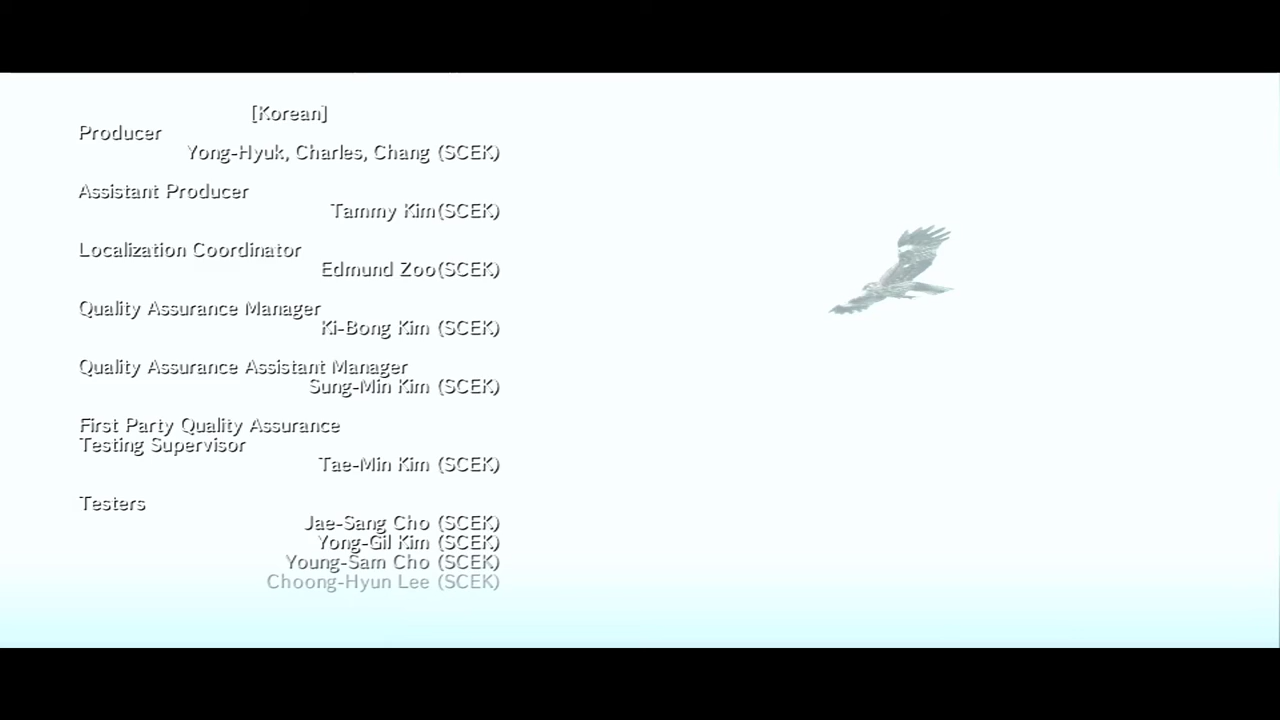 [Korean]
Producer
Yong-Hyuk, Charles, Chang (SCEK)
Assistant Producer
Tammy Kim(SCEK)
Localization Coordinator
Edmund Zoo(SCEK)
Quality Assurance Manager
Ki-Bong Kim (SCEK)
Quality Assurance Assistant Manager
Sung-Min Kim (SCEK)
First Party Quality Assurance
Testing Supervisor
Tae-Min Kim (SCEK)
Testers
Jae-Sang Cho (SCEK)
Yong-Gil Kim (SCEK)
Young-Sam Cho (SCEK)
Choong-Hyun Lee (SCEK)